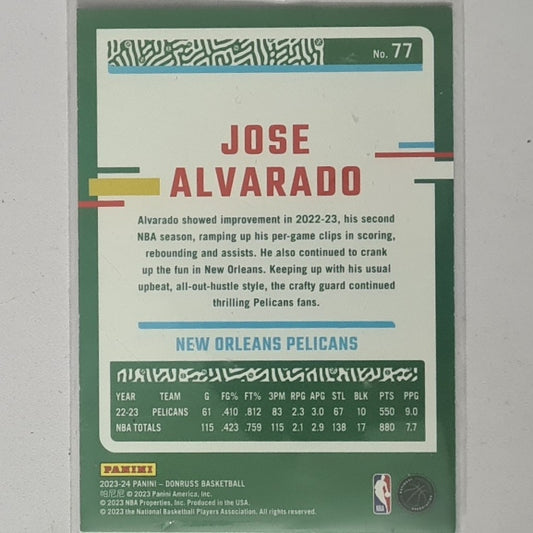 No. 77
JOSE
ALVARADO
Alvarado showed improvement in 2022-23, his second
NBA season, ramping up his per-game clips in scoring,
rebounding and assists. He also continued to crank
up the fun in New Orleans. Keeping up with his usual
upbeat, all-out-hustle style, the crafty guard continued
thrilling Pelicans fans.
NEW ORLEANS PELICANS
YEAR TEAM G FG% FT% 3PM RPG APG STL BLK PTS PPG
22-23 PELICANS 61 .410 .812 83 2.3 3.0 67 10 550 9.0
NBA TOTALS 115 .423 .759 115 2.1 2.9 138 17 880 7.7
PANINI
2023-24 PANINI – DONRUSS BASKETBALL
帕尼尼 © 2023 Panini America, Inc.
© 2023 NBA Properties, Inc. Produced in the USA.
© 2023 the National Basketball Players Association. All rights reserved.
NBA